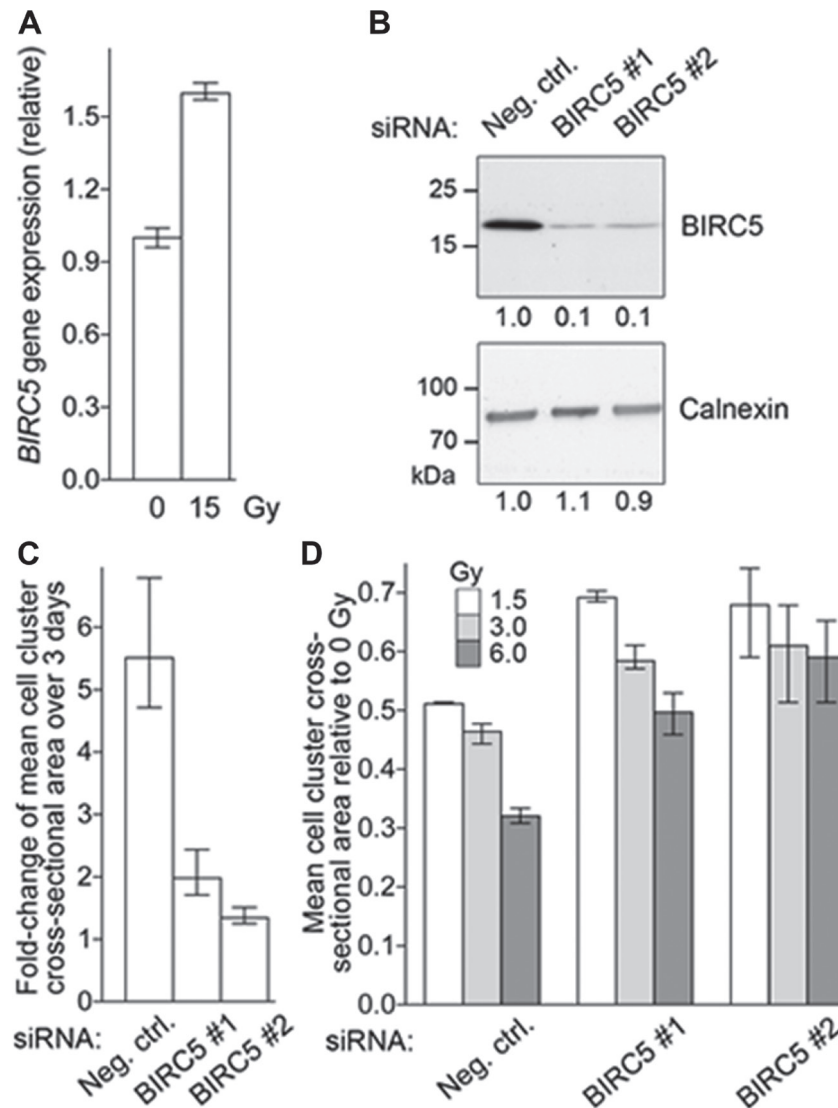 A
BIRC5 gene expression (relative)
1.5
1.2
0.9
0.6
0.3
0.0
0 15 Gy
B
siRNA: Neg. ctrl. BIRC5 #1 BIRC5 #2
25
15
BIRC5
1.0 0.1 0.1
100
70
kDa
Calnexin
1.0 1.1 0.9
C
Fold-change of mean cell cluster
cross-sectional area over 3 days
6
5
4
3
2
1
0
siRNA: Neg. ctrl. BIRC5 #1 BIRC5 #2
D
Mean cell cluster cross-
sectional area relative to 0 Gy
0.7
0.6
0.5
0.4
0.3
0.2
0.1
0.0
Gy
1.5
3.0
6.0
siRNA: Neg. ctrl. BIRC5 #1 BIRC5 #2